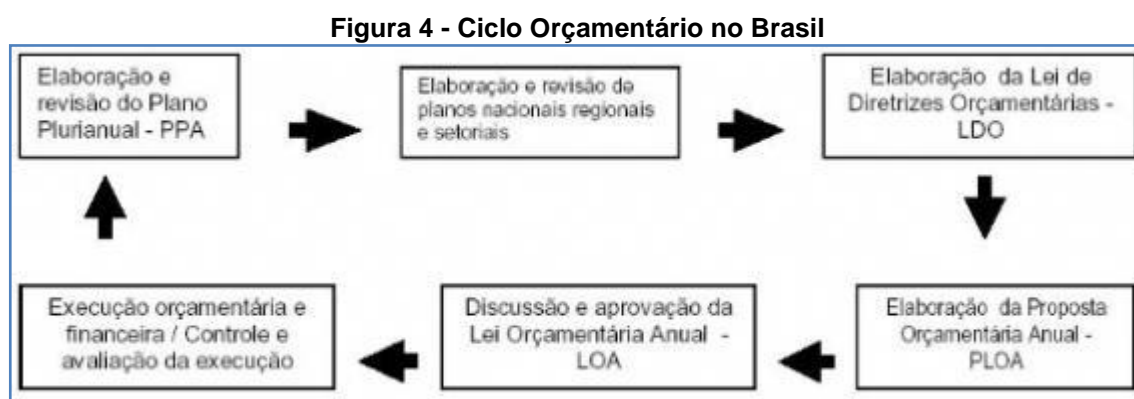 Figura 4 - Ciclo Orçamentário no Brasil
Elaboração e
revisão do Plano
Plurianual - PPA
Elaboração e revisão de
planos nacionais regionais
e setoriais
Elaboração da Lei de
Diretrizes Orçamentárias -
LDO
Elaboração da Proposta
Orçamentária Anual -
PLOA
Discussão e aprovação da
Lei Orçamentária Anual -
LOA
Execução orçamentária e
financeira / Controle e
avaliação da execução